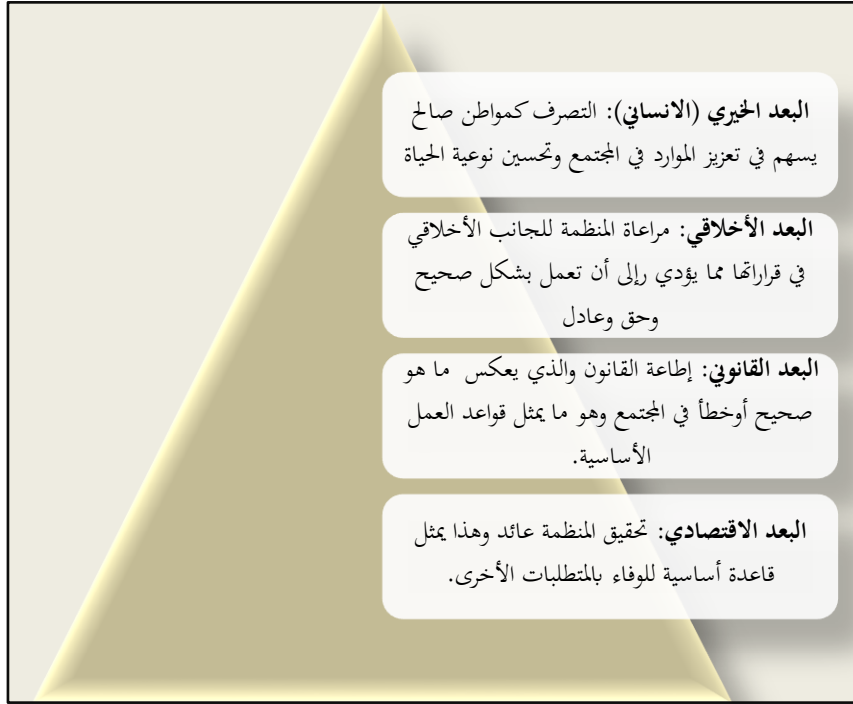 البعد الخيري (الانساني): التصرف كمواطن صالح
يسهم في تعزيز الموارد في المجتمع وتحسين نوعية الحياة
البعد الأخلاقي: مراعاة المنظمة للجانب الأخلاقي
في قراراتها مما يؤدي رإلى أن تعمل بشكل صحيح
وحق وعادل
البعد القانوني: إطاعة القانون والذي يعكس ما هو
صحيح أوخطأ في المجتمع وهو ما يمثل قواعد العمل
الأساسية.
البعد الاقتصادي: تحقيق المنظمة عائد وهذا يمثل
قاعدة أساسية للوفاء بالمتطلبات الأخرى.